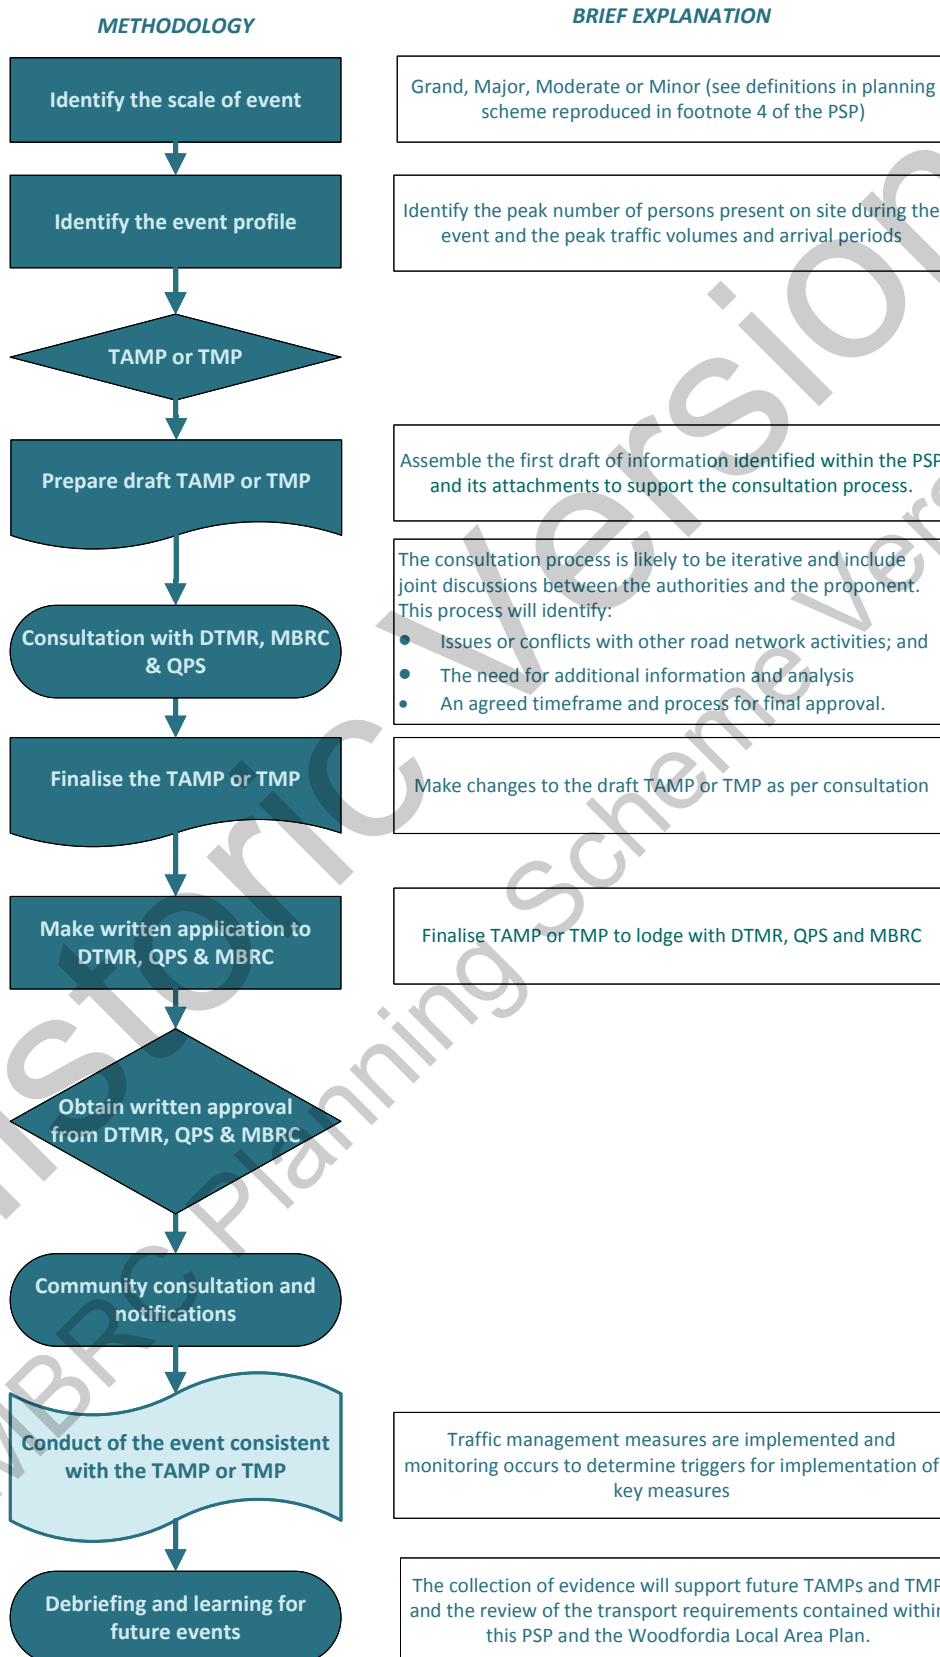 METHODOLOGY
BRIEF EXPLANATION
Identify the scale of event
Grand, Major, Moderate or Minor (see definitions in planning
scheme reproduced in footnote 4 of the PSP)
Identify the event profile
Identify the peak number of persons present on site during the
event and the peak traffic volumes and arrival periods
TAMP or TMP
Prepare draft TAMP or TMP
Assemble the first draft of information identified within the PSP
and its attachments to support the consultation process.
Consultation with DTMR, MBRC
& QPS
The consultation process is likely to be iterative and include
joint discussions between the authorities and the proponent.
This process will identify:
• Issues or conflicts with other road network activities; and
• The need for additional information and analysis
• An agreed timeframe and process for final approval.
Finalise the TAMP or TMP
Make changes to the draft TAMP or TMP as per consultation
Make written application to
DTMR, QPS & MBRC
Finalise TAMP or TMP to lodge with DTMR, QPS and MBRC
Obtain written approval
from DTMR, QPS & MBRC
Community consultation and
notifications
Conduct of the event consistent
with the TAMP or TMP
Traffic management measures are implemented and
monitoring occurs to determine triggers for implementation of
key measures
Debriefing and learning for
future events
The collection of evidence will support future TAMPs and TMP
and the review of the transport requirements contained within
this PSP and the Woodfordia Local Area Plan.
Historic Version
MBRC Planning Scheme Vers